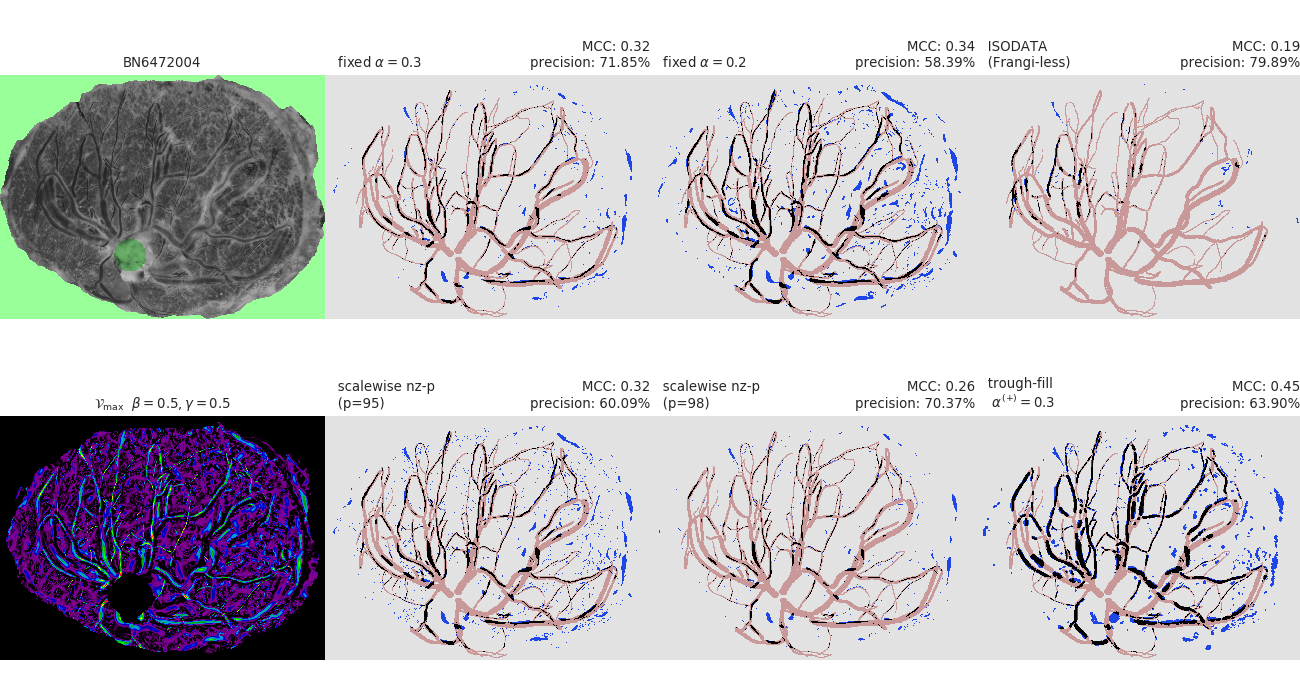 BN6472004
fixed α = 0.3
MCC: 0.32
precision: 71.85%
fixed α = 0.2
MCC: 0.34
precision: 58.39%
ISODATA
(Frangi-less)
MCC: 0.19
precision: 79.89%
𝒱max β = 0.5, γ = 0.5
scalewise nz-p
(p=95)
MCC: 0.32
precision: 60.09%
scalewise nz-p
(p=98)
MCC: 0.26
precision: 70.37%
trough-fill
α(+) = 0.3
MCC: 0.45
precision: 63.90%